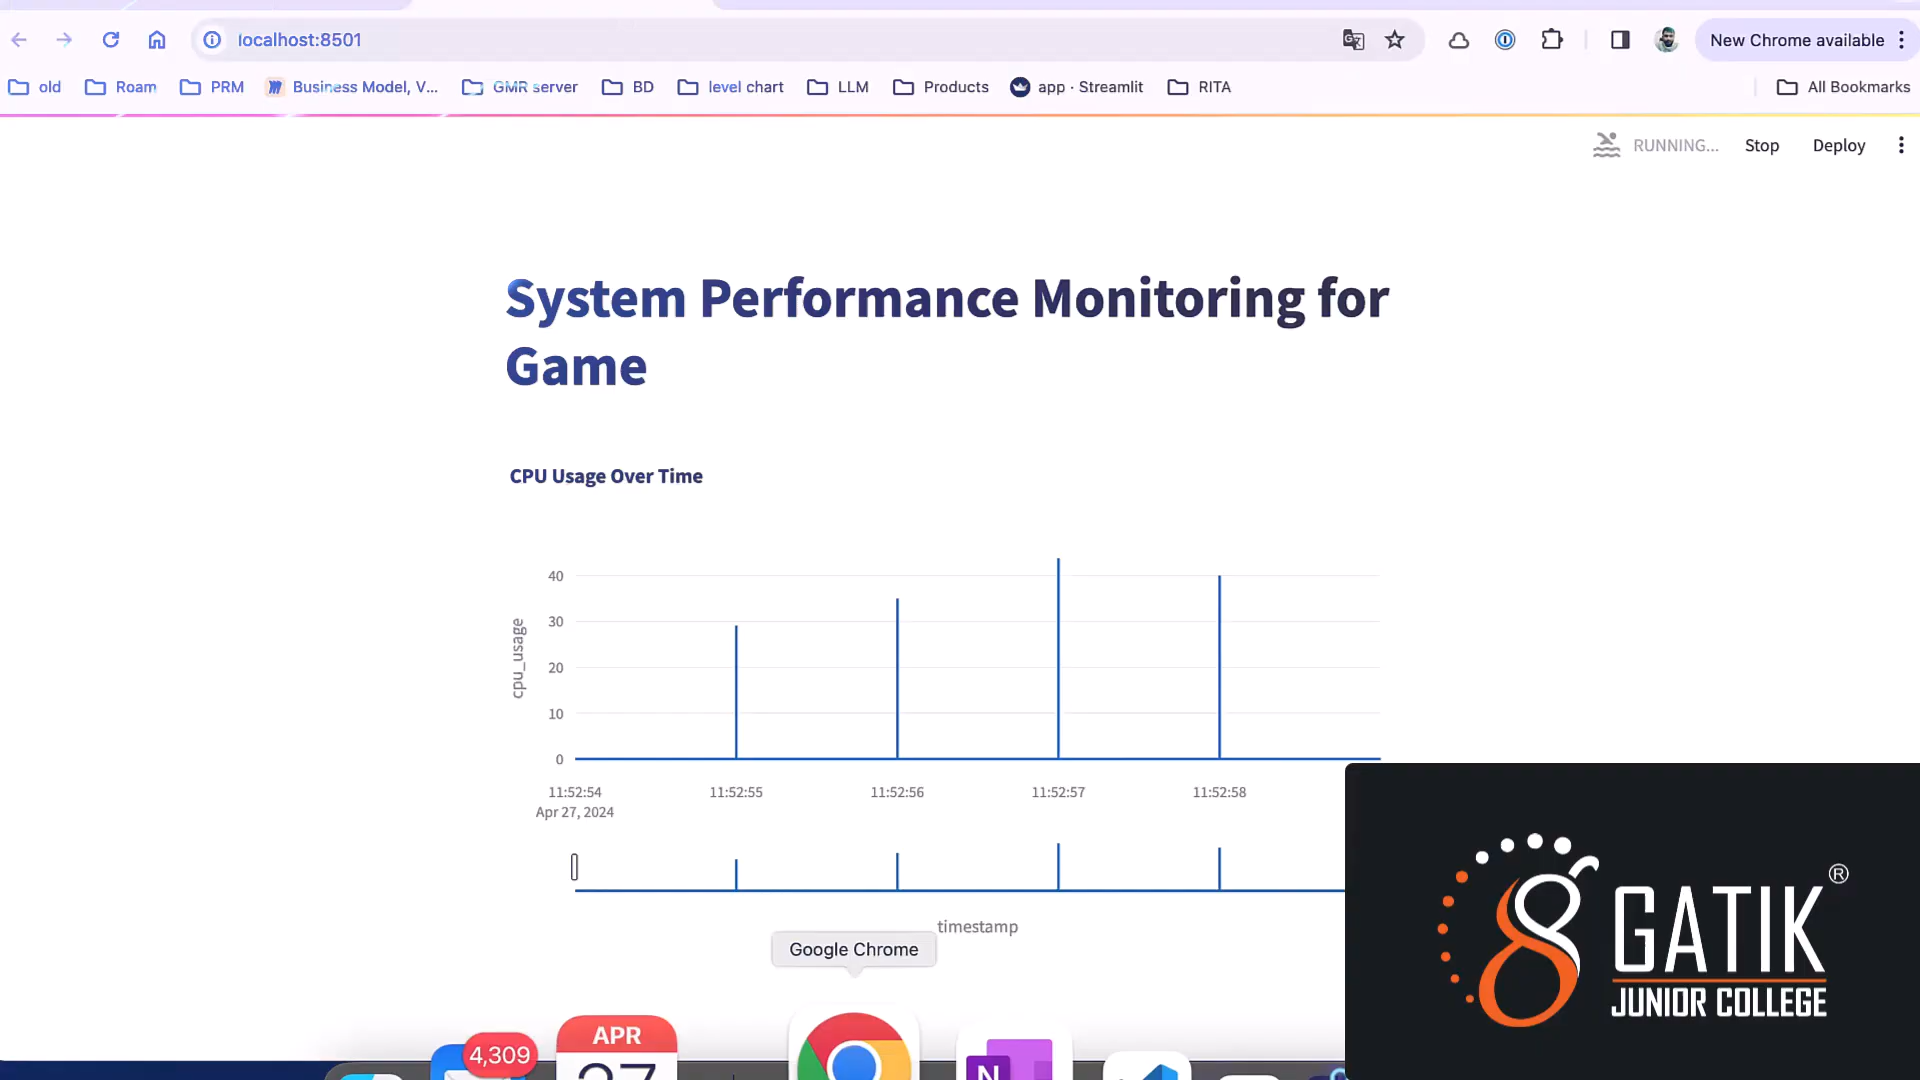 localhost:8501
New Chrome available
old
Roam
PRM
Business Model, V...
GMR server
BD
level chart
LLM
Products
app · Streamlit
RITA
All Bookmarks
RUNNING...
Stop
Deploy
System Performance Monitoring for
Game
CPU Usage Over Time
40
30
20
10
0
cpu_usage
11:52:54
11:52:55
11:52:56
11:52:57
11:52:58
Apr 27, 2024
timestamp
Google Chrome
4,309
APR
27
N
8 GATIK®
JUNIOR COLLEGE